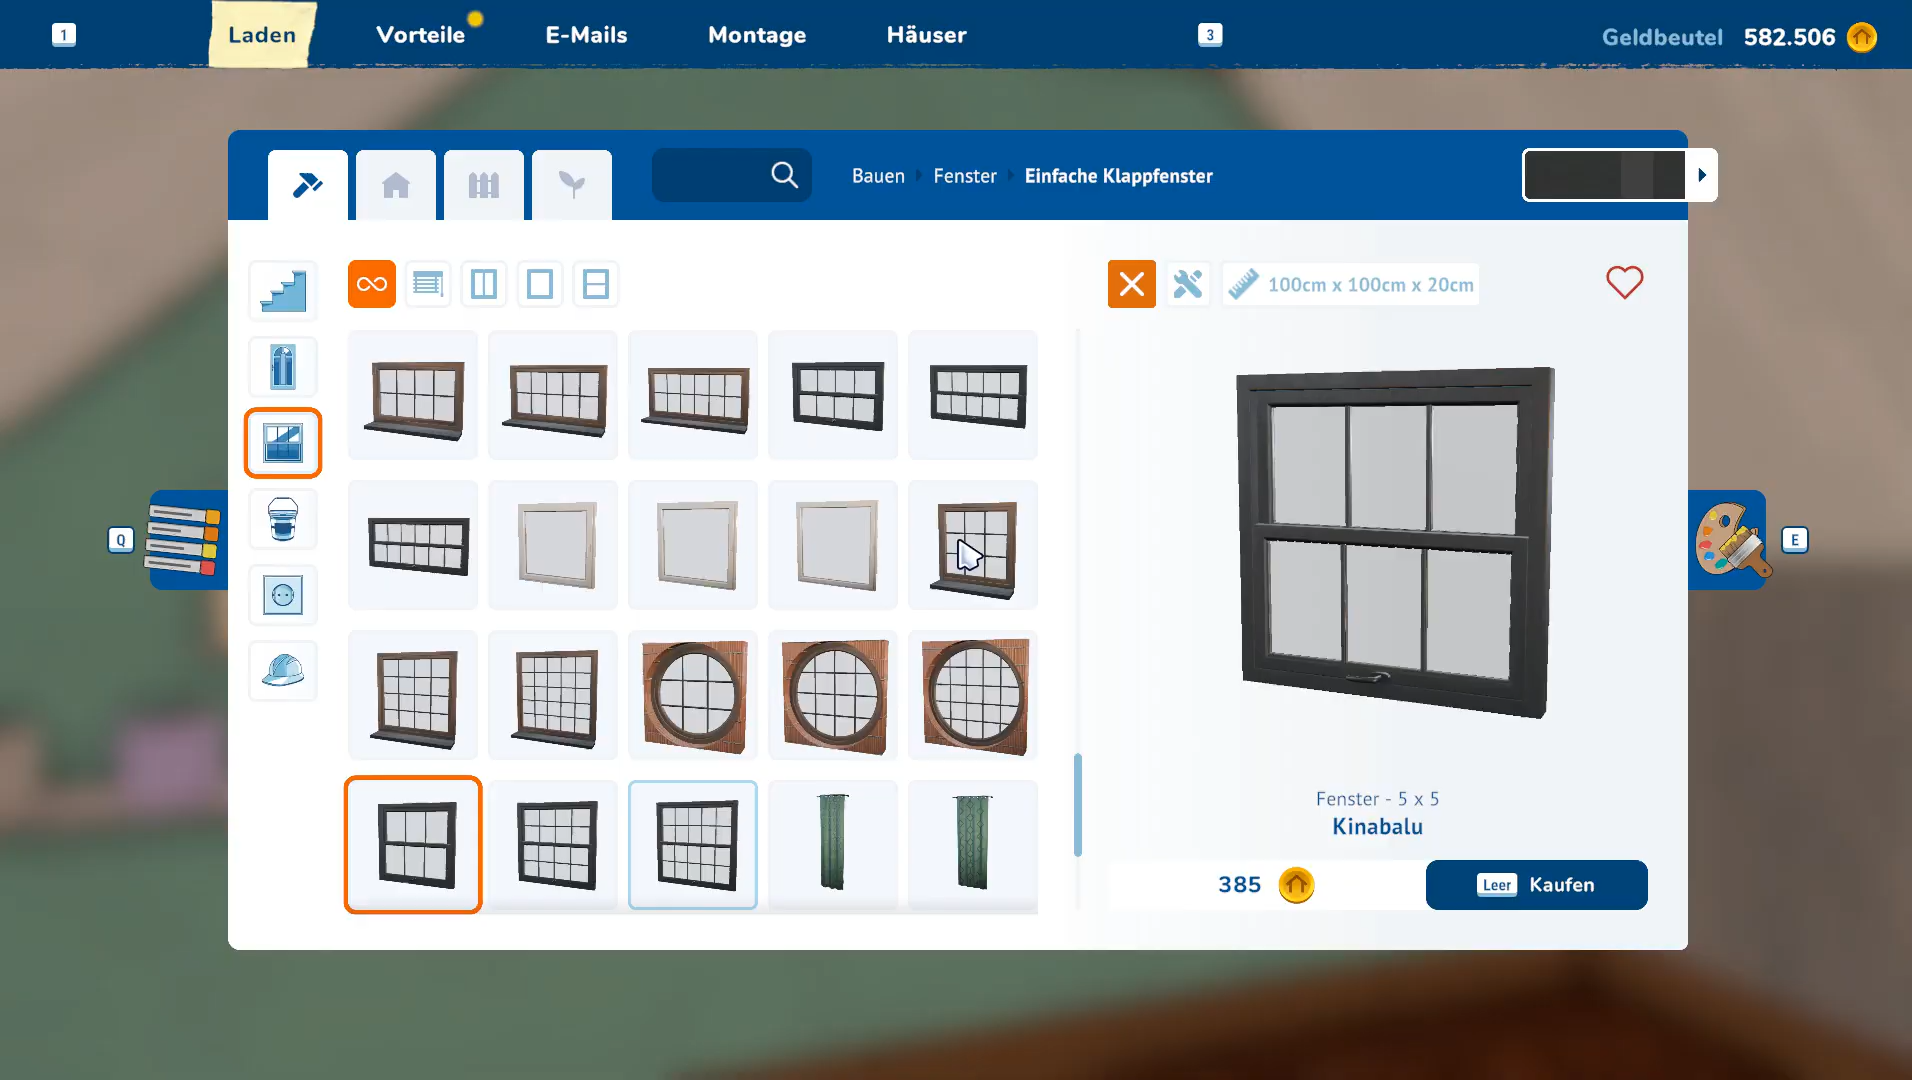 1
Laden
Vorteile
E-Mails
Montage
Häuser
3
Geldbeutel 582.506
Bauen Fenster Einfache Klappfenster
100cm x 100cm x 20cm
Q
E
Fenster - 5 x 5
Kinabalu
385
Leer Kaufen